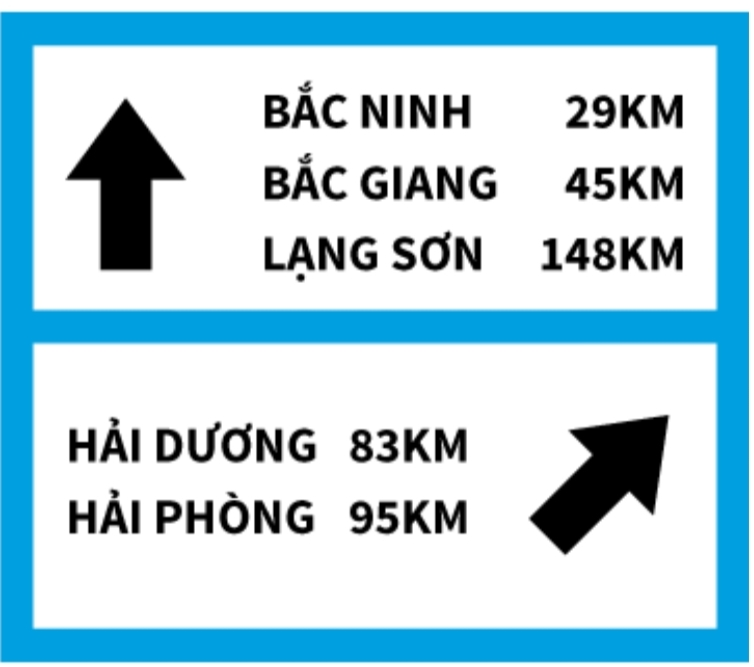 BẮC NINH 29KM
BẮC GIANG 45KM
LẠNG SƠN 148KM
HẢI DƯƠNG 83KM
HẢI PHÒNG 95KM